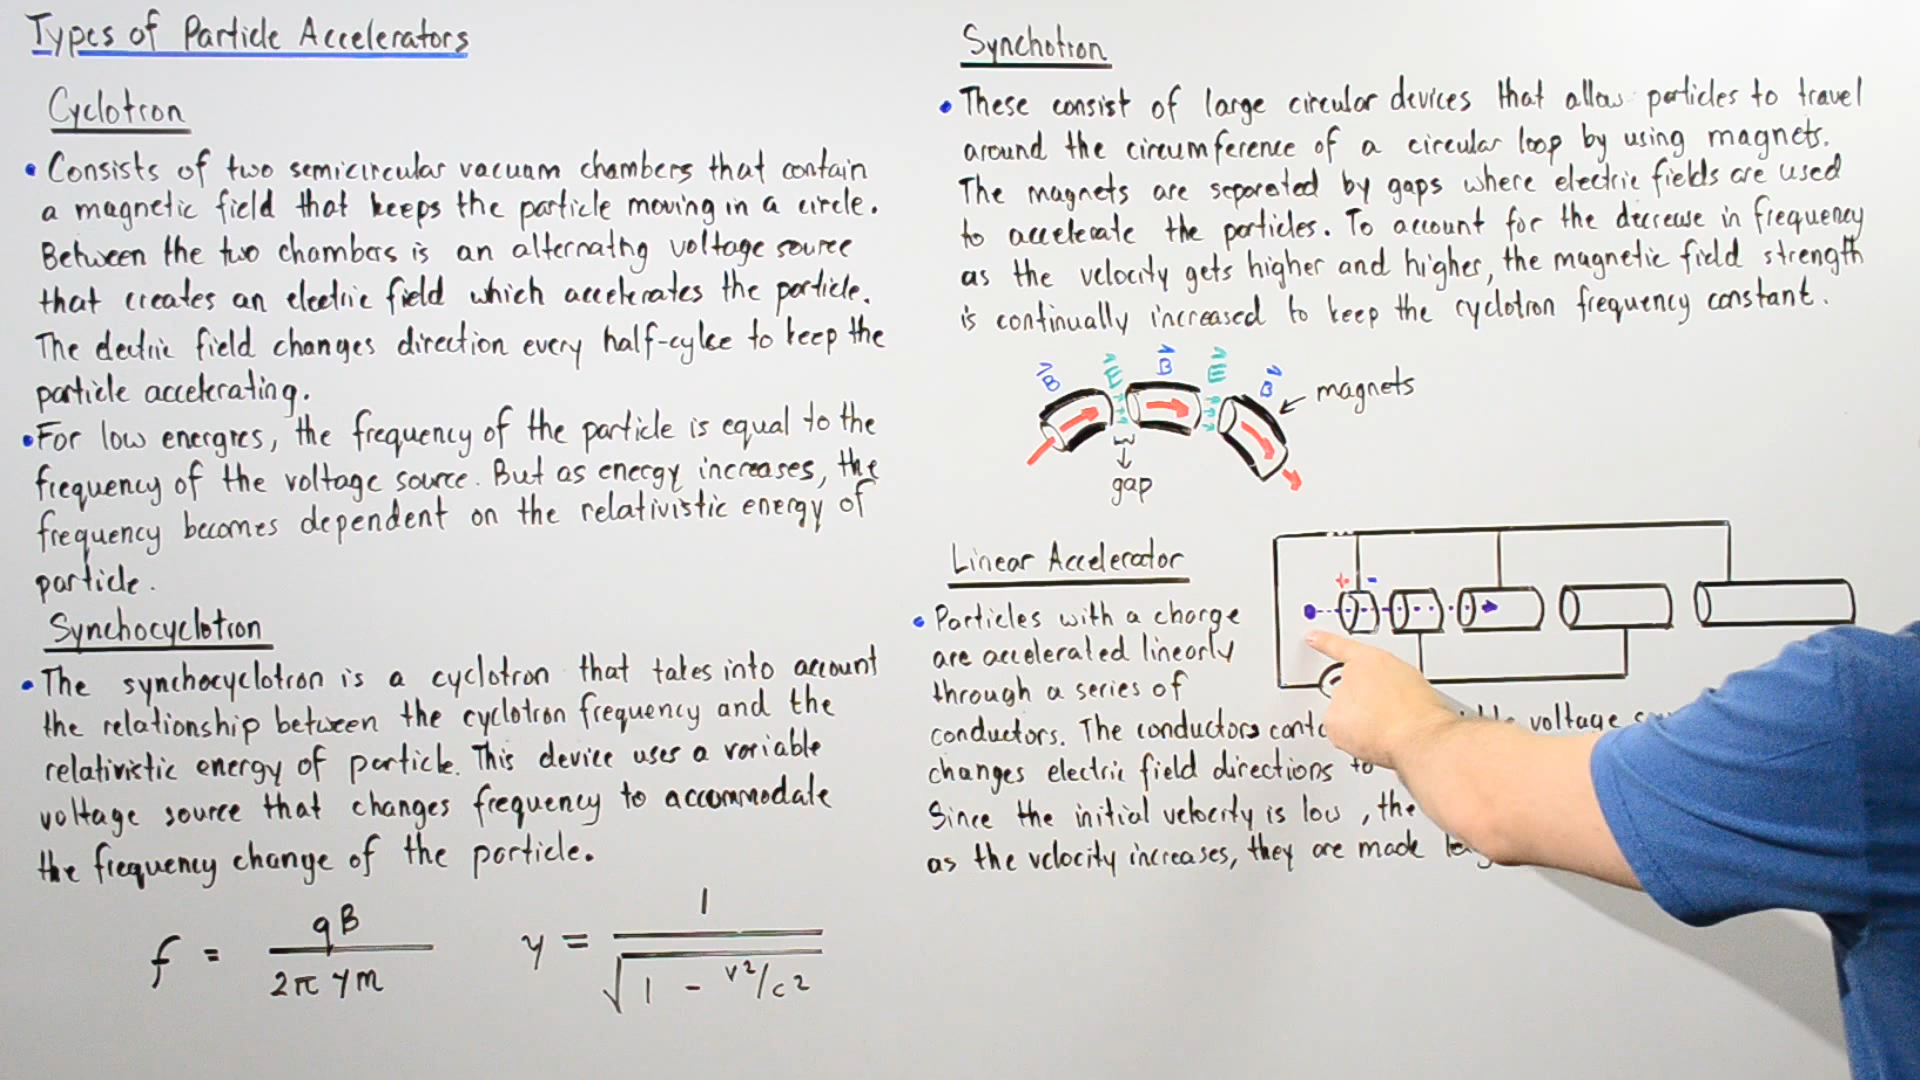 Types of Particle Accelerators
Cyclotron
• Consists of two semicircular vacuum chambers that contain
a magnetic field that keeps the particle moving in a circle.
Between the two chambers is an alternatng voltage source
that creates an electric field which accelerates the particle.
The electric field changes direction every half-cylce to keep the
particle accelerating.
• For low energies, the frequency of the particle is equal to the
frequency of the voltage source. But as energy increases, the
frequency becomes dependent on the relativistic energy of
particle.
Synchocyclotron
• The synchocyclotron is a cyclotron that takes into account
the relationship between the cyclotron frequency and the
relativistic energy of particle. This device uses a variable
voltage source that changes frequency to accommodate
the frequency change of the particle.
f = qB / 2π γ m
γ = 1 / √1 - v²/c²
Synchotron
• These consist of large circular devices that allow particles to travel
around the circumference of a circular loop by using magnets.
The magnets are separated by gaps where electric fields are used
to accelerate the particles. To account for the decrease in frequency
as the velocity gets higher and higher, the magnetic field strength
is continually increased to keep the cyclotron frequency constant.
B E B E B
magnets
gap
Linear Accelerator
+ -
• Particles with a charge
are accelerated linearly
through a series of
conductors. The conductors voltage
changes electric field directions to
Since the initial velocity is low, the
as the velocity increases, they are made